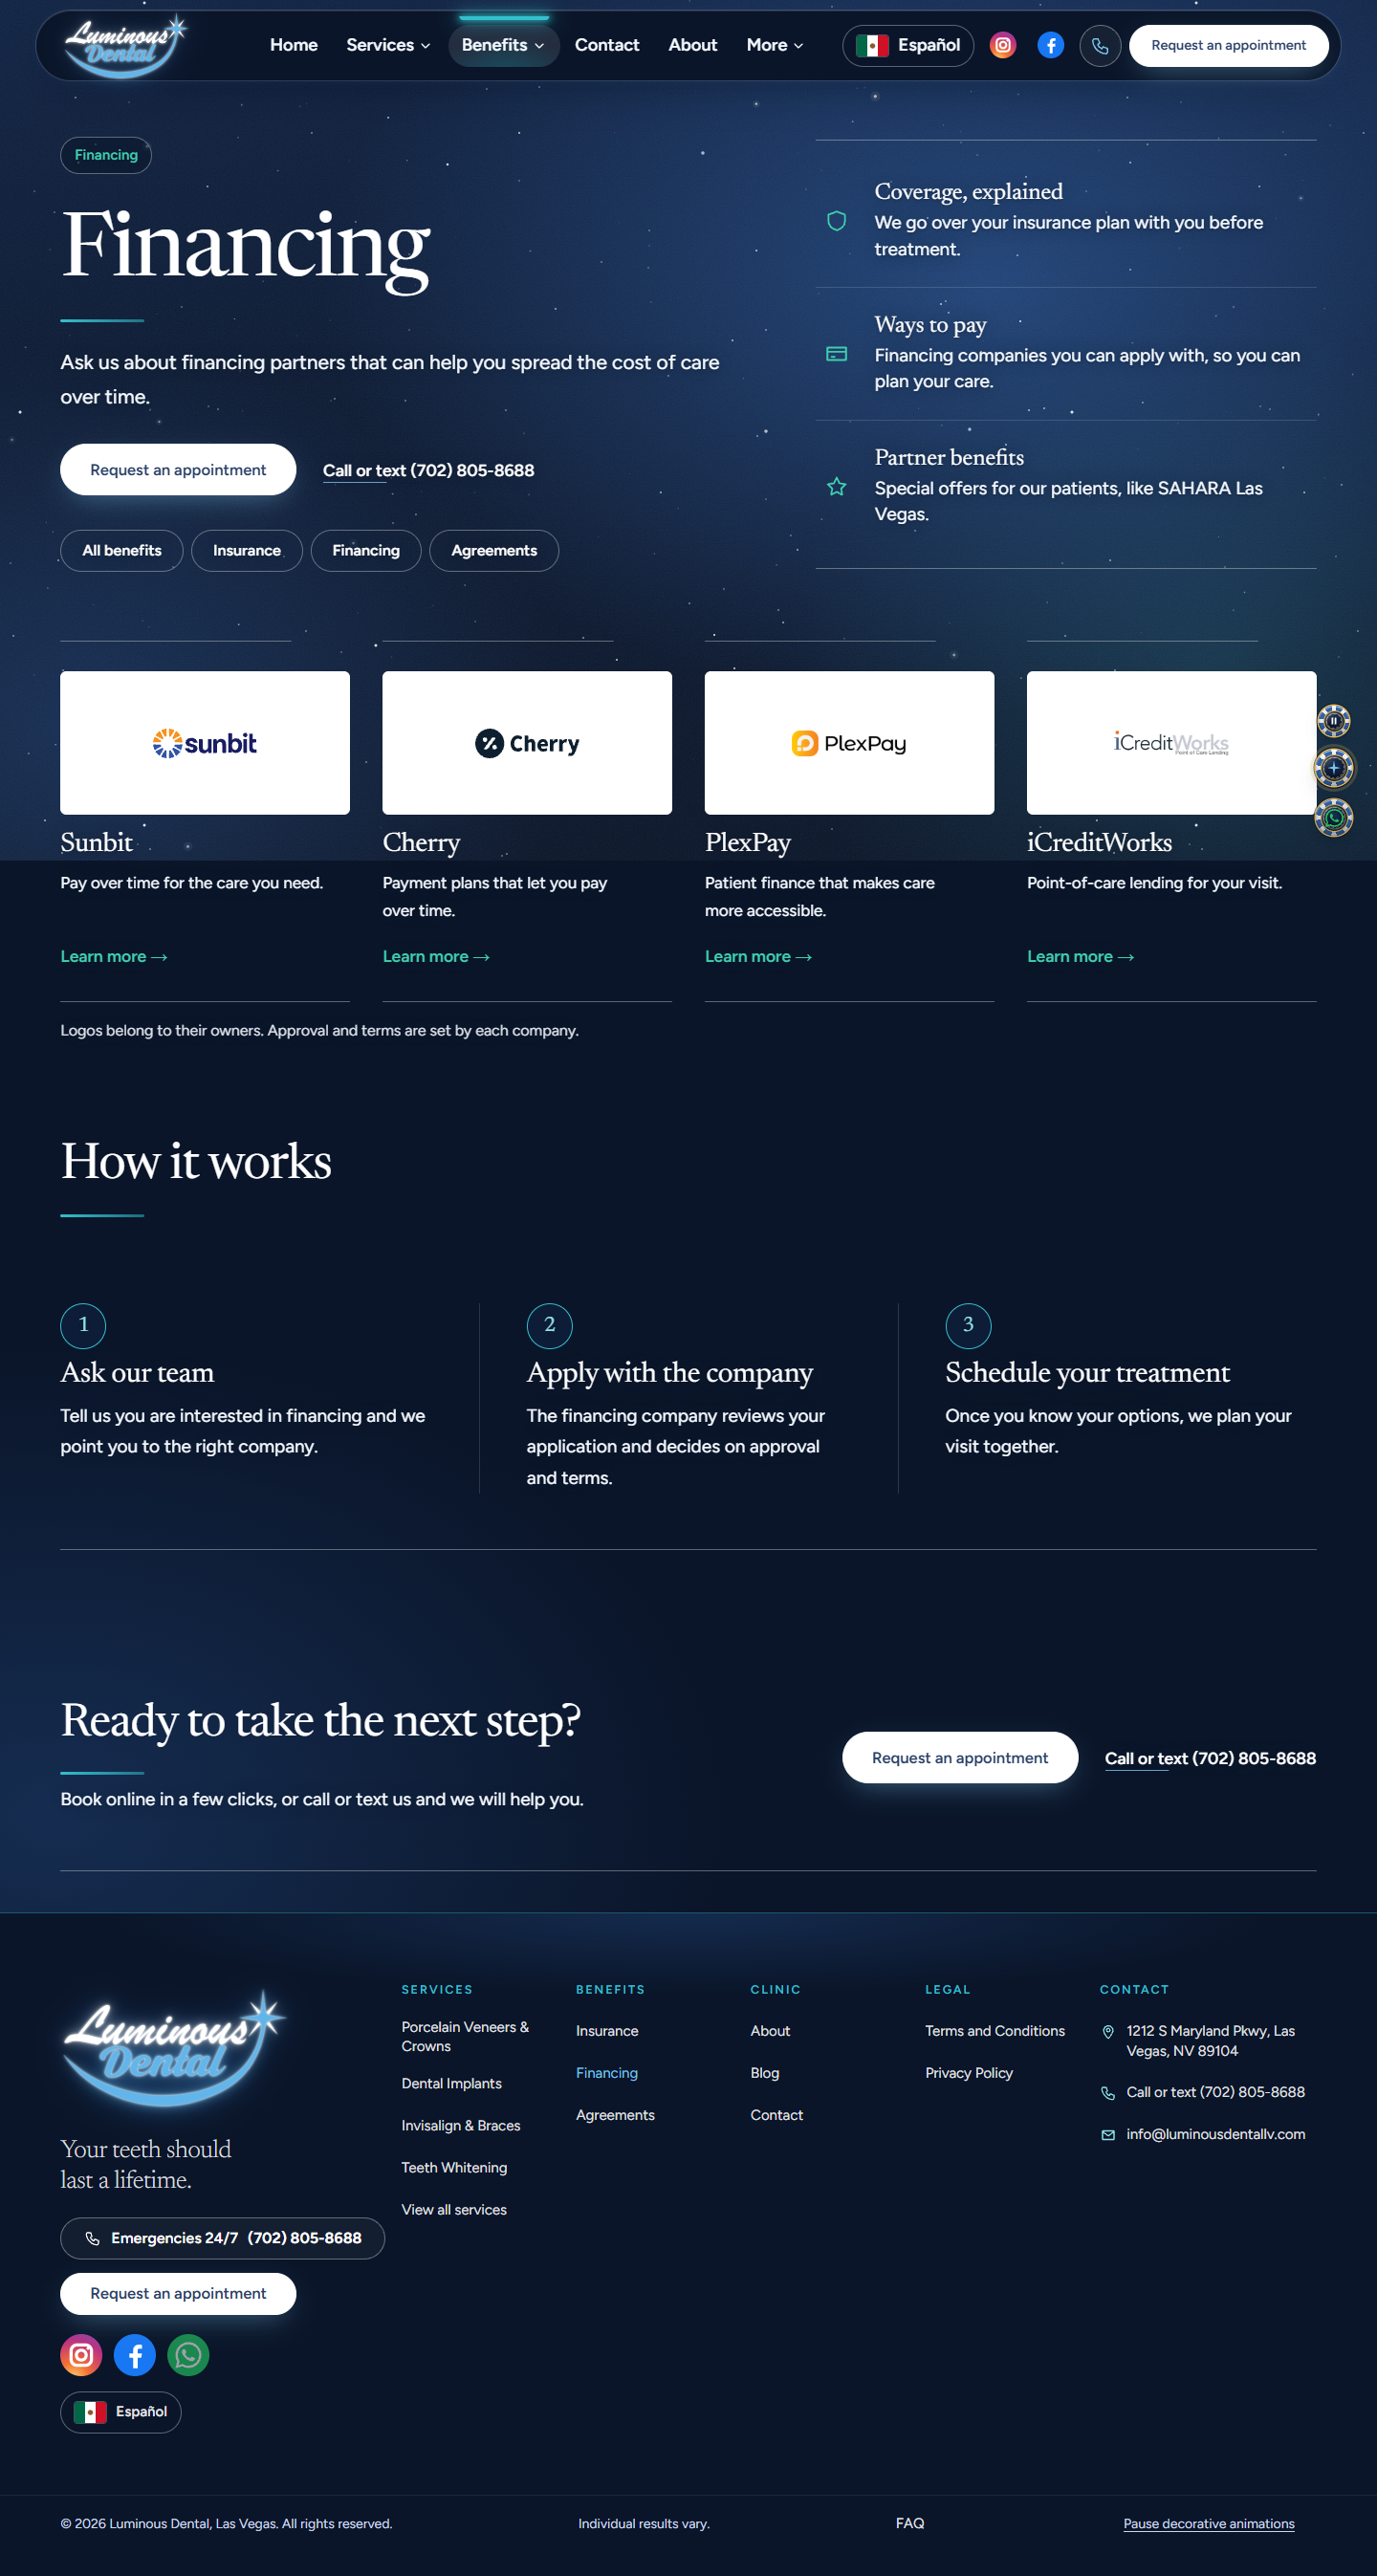 Luminous
Dental
Home
Services
Benefits
Contact
About
More
Español
Request an appointment
Financing
Financing
Ask us about financing partners that can help you spread the cost of care
over time.
Request an appointment
Call or text (702) 805-8688
All benefits
Insurance
Financing
Agreements
Coverage, explained
We go over your insurance plan with you before
treatment.
Ways to pay
Financing companies you can apply with, so you can
plan your care.
Partner benefits
Special offers for our patients, like SAHARA Las
Vegas.
sunbit
Sunbit
Pay over time for the care you need.
Learn more →
Cherry
Cherry
Payment plans that let you pay
over time.
Learn more →
PlexPay
PlexPay
Patient finance that makes care
more accessible.
Learn more →
iCreditWorks
Point of Care Lending
iCreditWorks
Point-of-care lending for your visit.
Learn more →
Logos belong to their owners. Approval and terms are set by each company.
How it works
1
Ask our team
Tell us you are interested in financing and we
point you to the right company.
2
Apply with the company
The financing company reviews your
application and decides on approval
and terms.
3
Schedule your treatment
Once you know your options, we plan your
visit together.
Ready to take the next step?
Book online in a few clicks, or call or text us and we will help you.
Request an appointment
Call or text (702) 805-8688
Luminous
Dental
Your teeth should
last a lifetime.
Emergencies 24/7 (702) 805-8688
Request an appointment
Español
SERVICES
Porcelain Veneers &
Crowns
Dental Implants
Invisalign & Braces
Teeth Whitening
View all services
BENEFITS
Insurance
Financing
Agreements
CLINIC
About
Blog
Contact
LEGAL
Terms and Conditions
Privacy Policy
CONTACT
1212 S Maryland Pkwy, Las
Vegas, NV 89104
Call or text (702) 805-8688
info@luminousdentallv.com
© 2026 Luminous Dental, Las Vegas. All rights reserved.
Individual results vary.
FAQ
Pause decorative animations